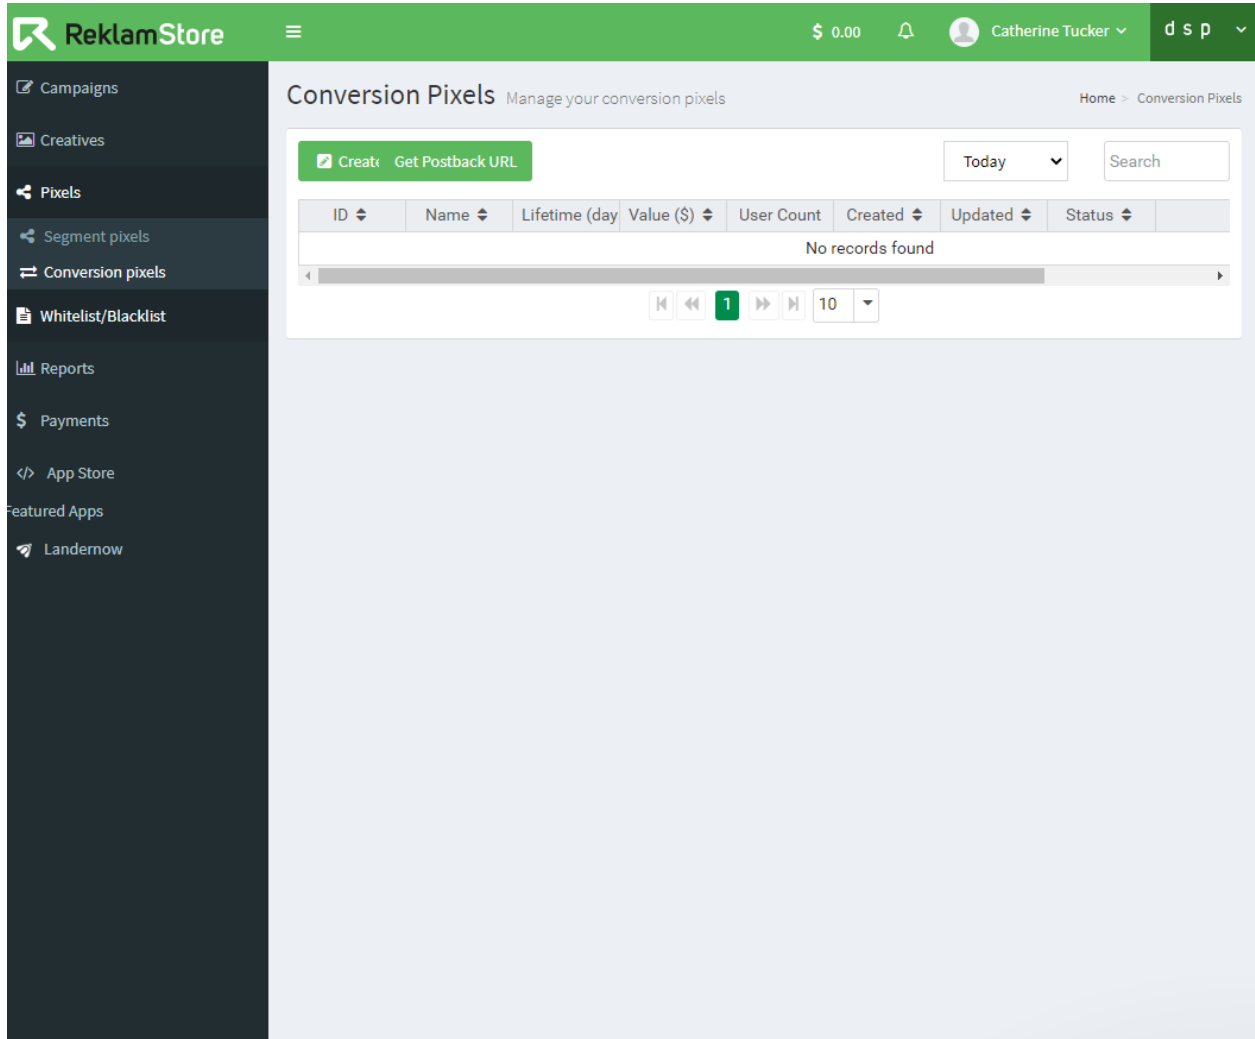 ReklamStore
$ 0.00
Catherine Tucker
d s p
Campaigns
Creatives
Pixels
Segment pixels
Conversion pixels
Whitelist/Blacklist
Reports
$ Payments
</> App Store
Featured Apps
Landernow
Conversion Pixels Manage your conversion pixels
Home > Conversion Pixels
Create Get Postback URL
Today
Search
ID Name Lifetime (day Value ($) User Count Created Updated Status
No records found
1
10